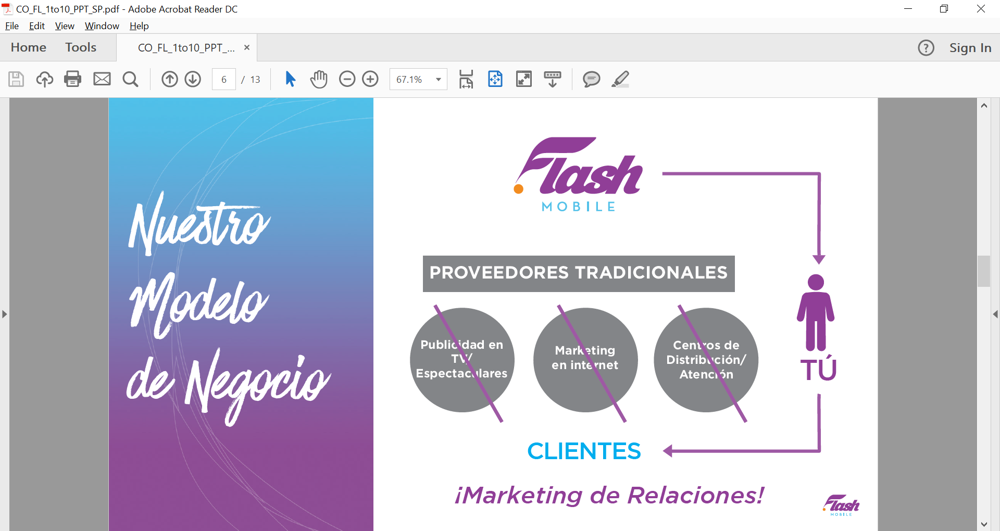 CO_FL_1to10_PPT_SP.pdf - Adobe Acrobat Reader DC
File Edit View Window Help
Home Tools CO_FL_1to10_PPT_... × ? Sign In
6 / 13 67.1%
Nuestro
Modelo
de Negocio
Flash
MOBILE
PROVEEDORES TRADICIONALES
Publicidad en
TV/
Espectaculares
Marketing
en internet
Centros de
Distribución/
Atención
TÚ
CLIENTES
¡Marketing de Relaciones!
Flash
MOBILE